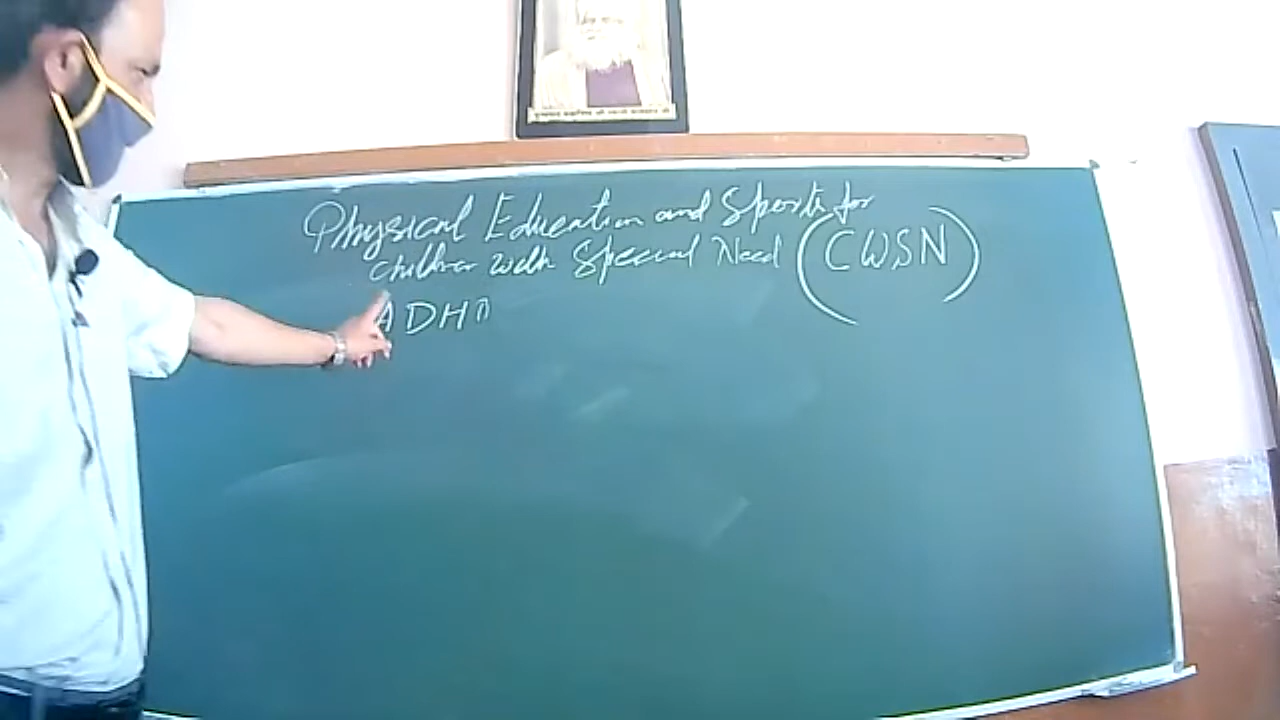 Physical Education and Sports for
children with Special Need (CWSN)
ADHD